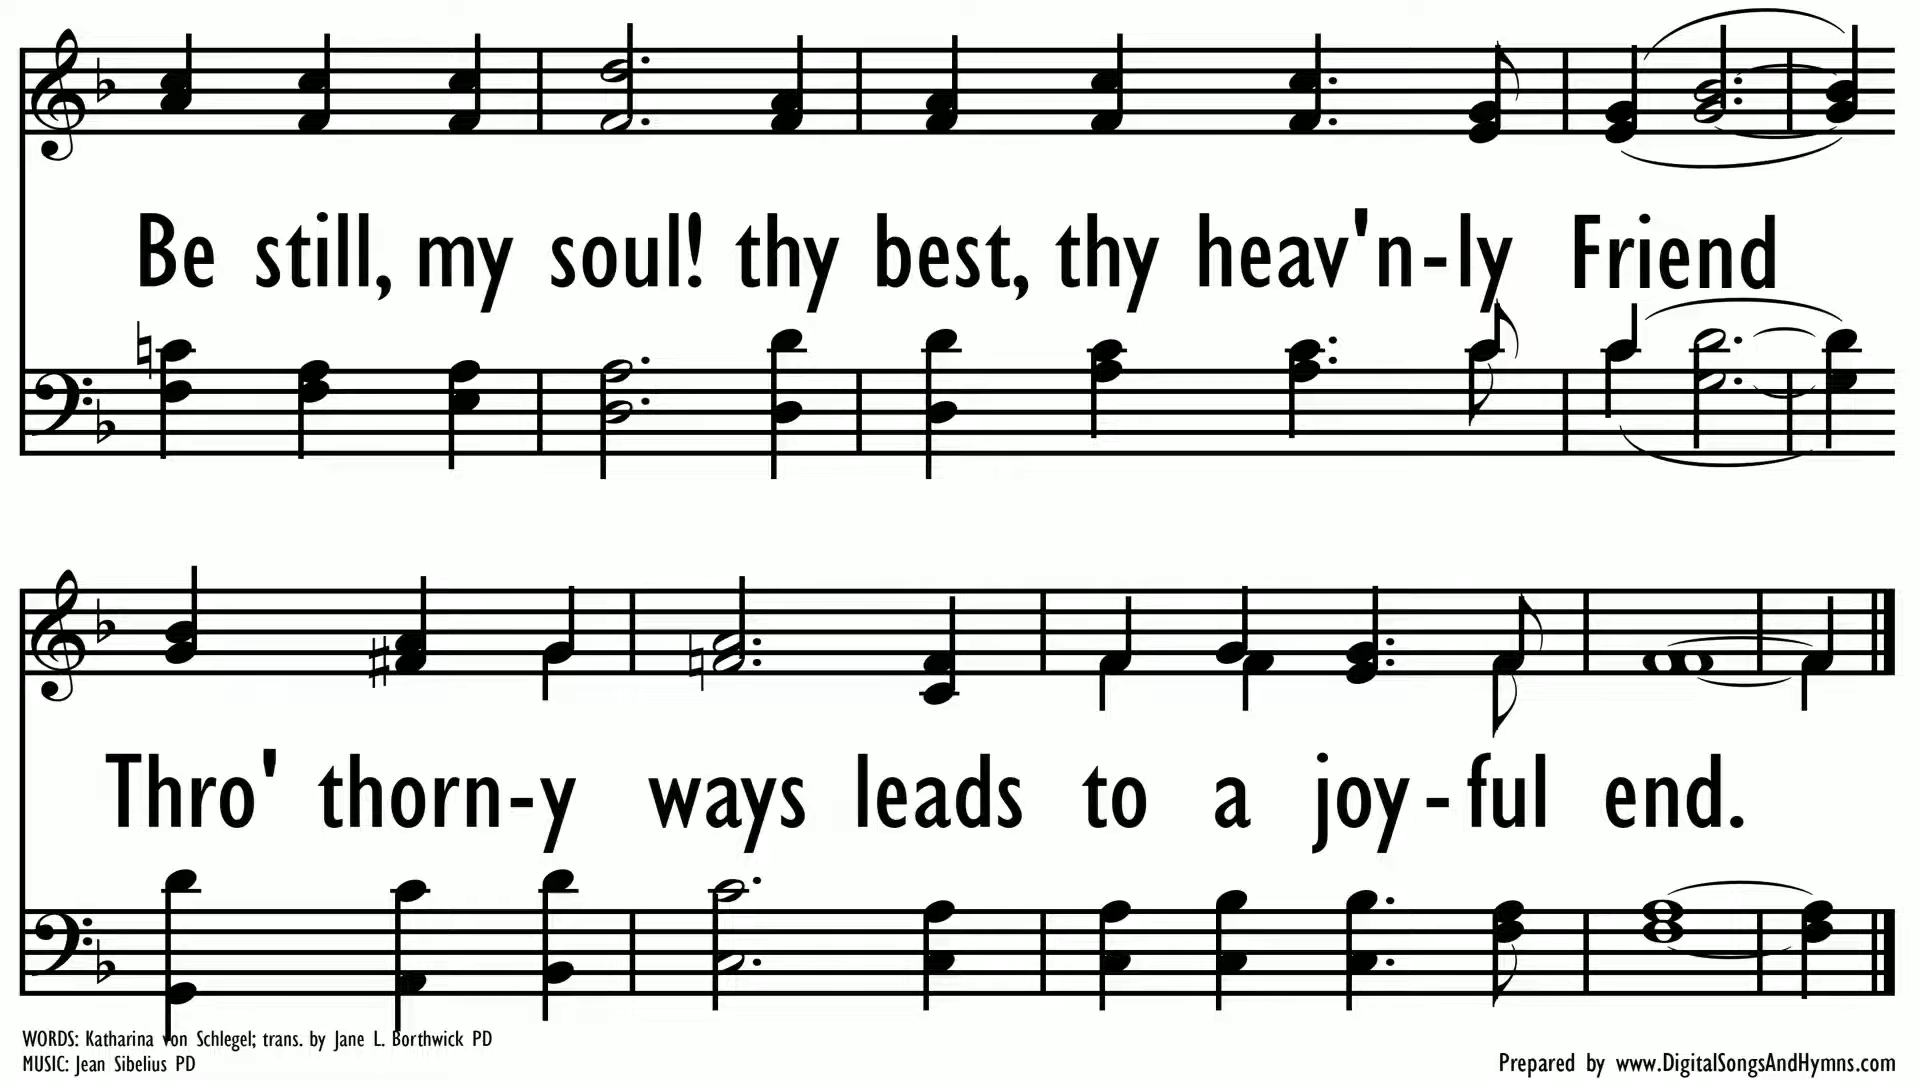 Be still, my soul! thy best, thy heav'n-ly Friend
Thro' thorn-y ways leads to a joy-ful end.
WORDS: Katharina von Schlegel; trans. by Jane L. Borthwick PD
MUSIC: Jean Sibelius PD
Prepared by www.DigitalSongsAndHymns.com